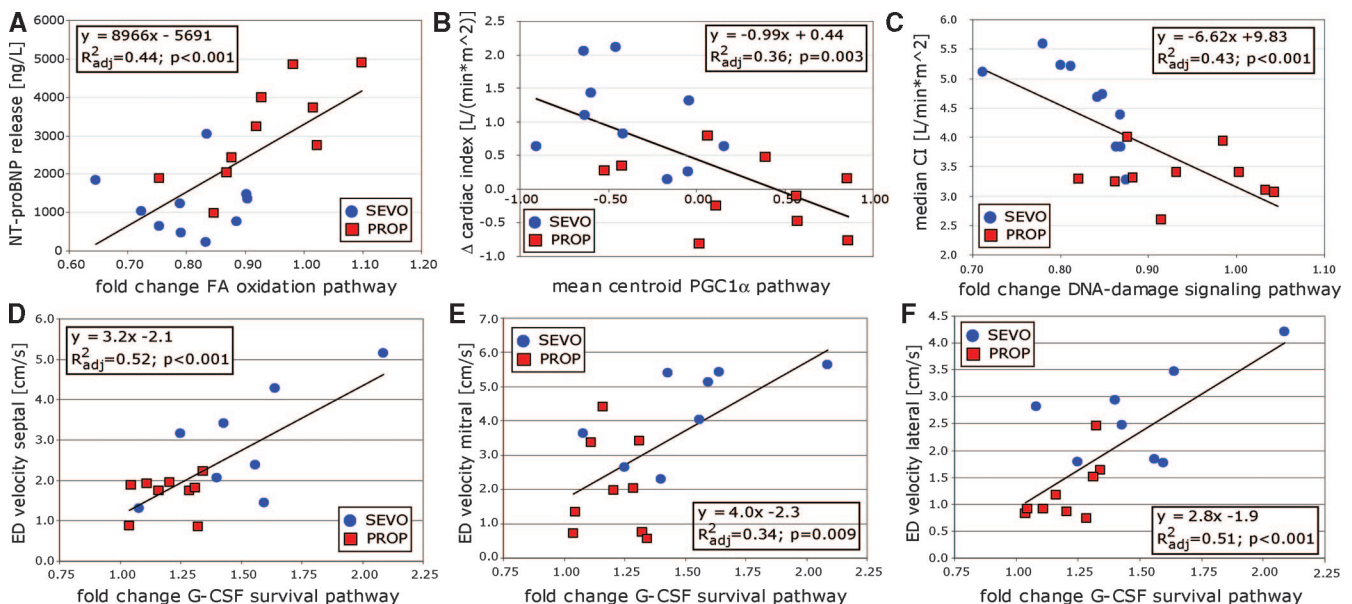 A
y = 8966x - 5691
R²adj=0.44; p<0.001
NT-proBNP release [ng/L]
6000
5000
4000
3000
2000
1000
0
0.60 0.70 0.80 0.90 1.00 1.10 1.20
SEVO
PROP
fold change FA oxidation pathway
B
y = -0.99x + 0.44
R²adj=0.36; p=0.003
Δ cardiac index [L/(min*m^2)]
2.5
2.0
1.5
1.0
0.5
0.0
-0.5
-1.0
-1.00 -0.50 0.00 0.50 1.00
SEVO
PROP
mean centroid PGC1α pathway
C
y = -6.62x +9.83
R²adj=0.43; p<0.001
median CI [L/min*m^2]
6.0
5.5
5.0
4.5
4.0
3.5
3.0
2.5
2.0
0.70 0.80 0.90 1.00 1.10
SEVO
PROP
fold change DNA-damage signaling pathway
D
y = 3.2x -2.1
R²adj=0.52; p<0.001
ED velocity septal [cm/s]
6.0
5.0
4.0
3.0
2.0
1.0
0.0
0.75 1.00 1.25 1.50 1.75 2.00 2.25
SEVO
PROP
fold change G-CSF survival pathway
E
SEVO
PROP
ED velocity mitral [cm/s]
7.0
6.0
5.0
4.0
3.0
2.0
1.0
0.0
y = 4.0x -2.3
R²adj=0.34; p=0.009
0.75 1.00 1.25 1.50 1.75 2.00 2.25
fold change G-CSF survival pathway
F
SEVO
PROP
ED velocity lateral [cm/s]
4.5
4.0
3.5
3.0
2.5
2.0
1.5
1.0
0.5
0.0
y = 2.8x -1.9
R²adj=0.51; p<0.001
0.75 1.00 1.25 1.50 1.75 2.00 2.25
fold change G-CSF survival pathway